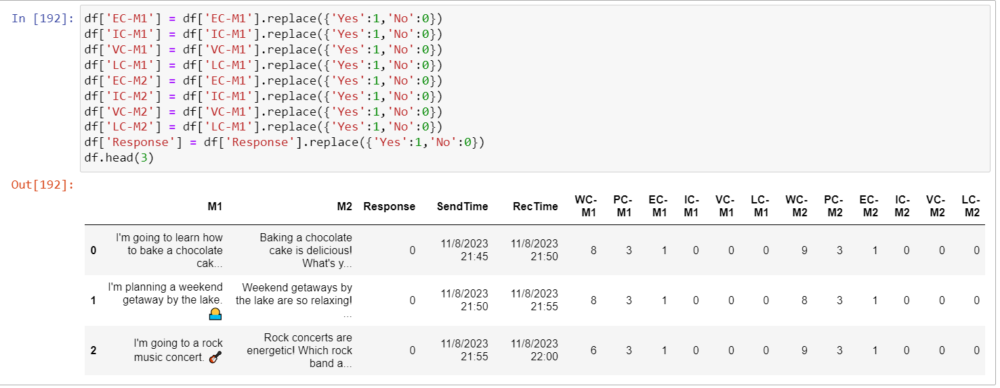 In [192]:
df['EC-M1'] = df['EC-M1'].replace({'Yes':1,'No':0})
df['IC-M1'] = df['IC-M1'].replace({'Yes':1,'No':0})
df['VC-M1'] = df['VC-M1'].replace({'Yes':1,'No':0})
df['LC-M1'] = df['LC-M1'].replace({'Yes':1,'No':0})
df['EC-M2'] = df['EC-M1'].replace({'Yes':1,'No':0})
df['IC-M2'] = df['IC-M1'].replace({'Yes':1,'No':0})
df['VC-M2'] = df['VC-M1'].replace({'Yes':1,'No':0})
df['LC-M2'] = df['LC-M1'].replace({'Yes':1,'No':0})
df['Response'] = df['Response'].replace({'Yes':1,'No':0})
df.head(3)
Out[192]:
M1 M2 Response SendTime RecTime WC-M1 PC-M1 EC-M1 IC-M1 VC-M1 LC-M1 WC-M2 PC-M2 EC-M2 IC-M2 VC-M2 LC-M2
0 I'm going to learn how to bake a chocolate cak... Baking a chocolate cake is delicious! What's y... 0 11/8/2023 21:45 11/8/2023 21:50 8 3 1 0 0 0 9 3 1 0 0 0
1 I'm planning a weekend getaway by the lake. Weekend getaways by the lake are so relaxing! ... 0 11/8/2023 21:50 11/8/2023 21:55 8 3 1 0 0 0 8 3 1 0 0 0
2 I'm going to a rock music concert. 🎸 Rock concerts are energetic! Which rock band a... 0 11/8/2023 21:55 11/8/2023 22:00 6 3 1 0 0 0 9 3 1 0 0 0